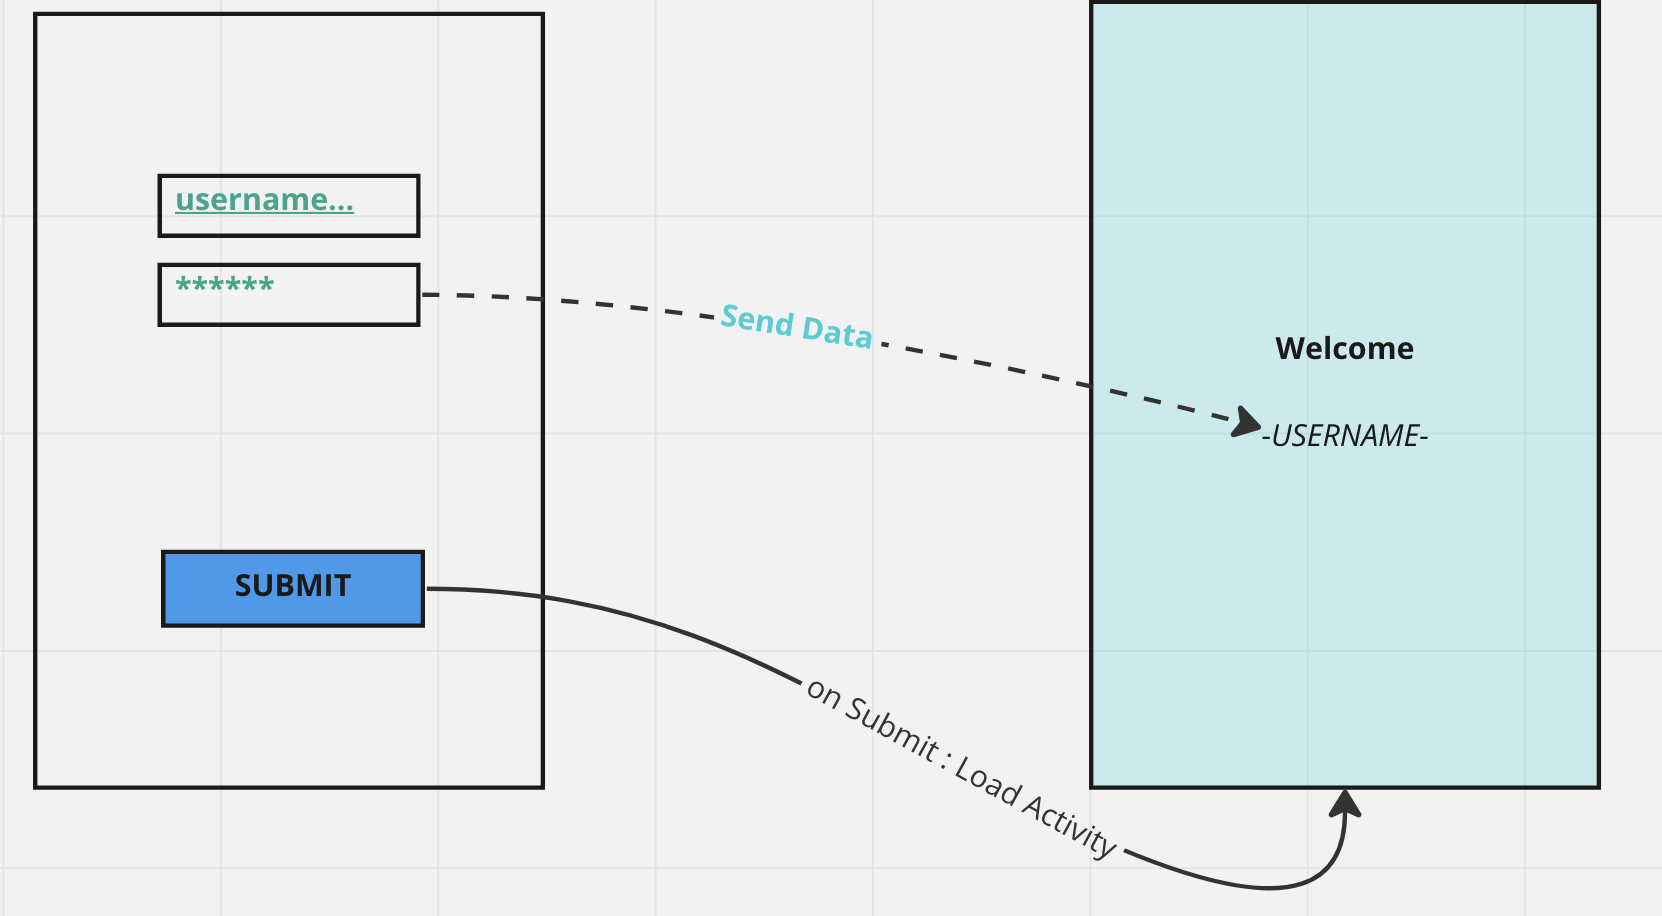 username...
******
Send Data
Welcome
-USERNAME-
SUBMIT
on Submit : Load Activity